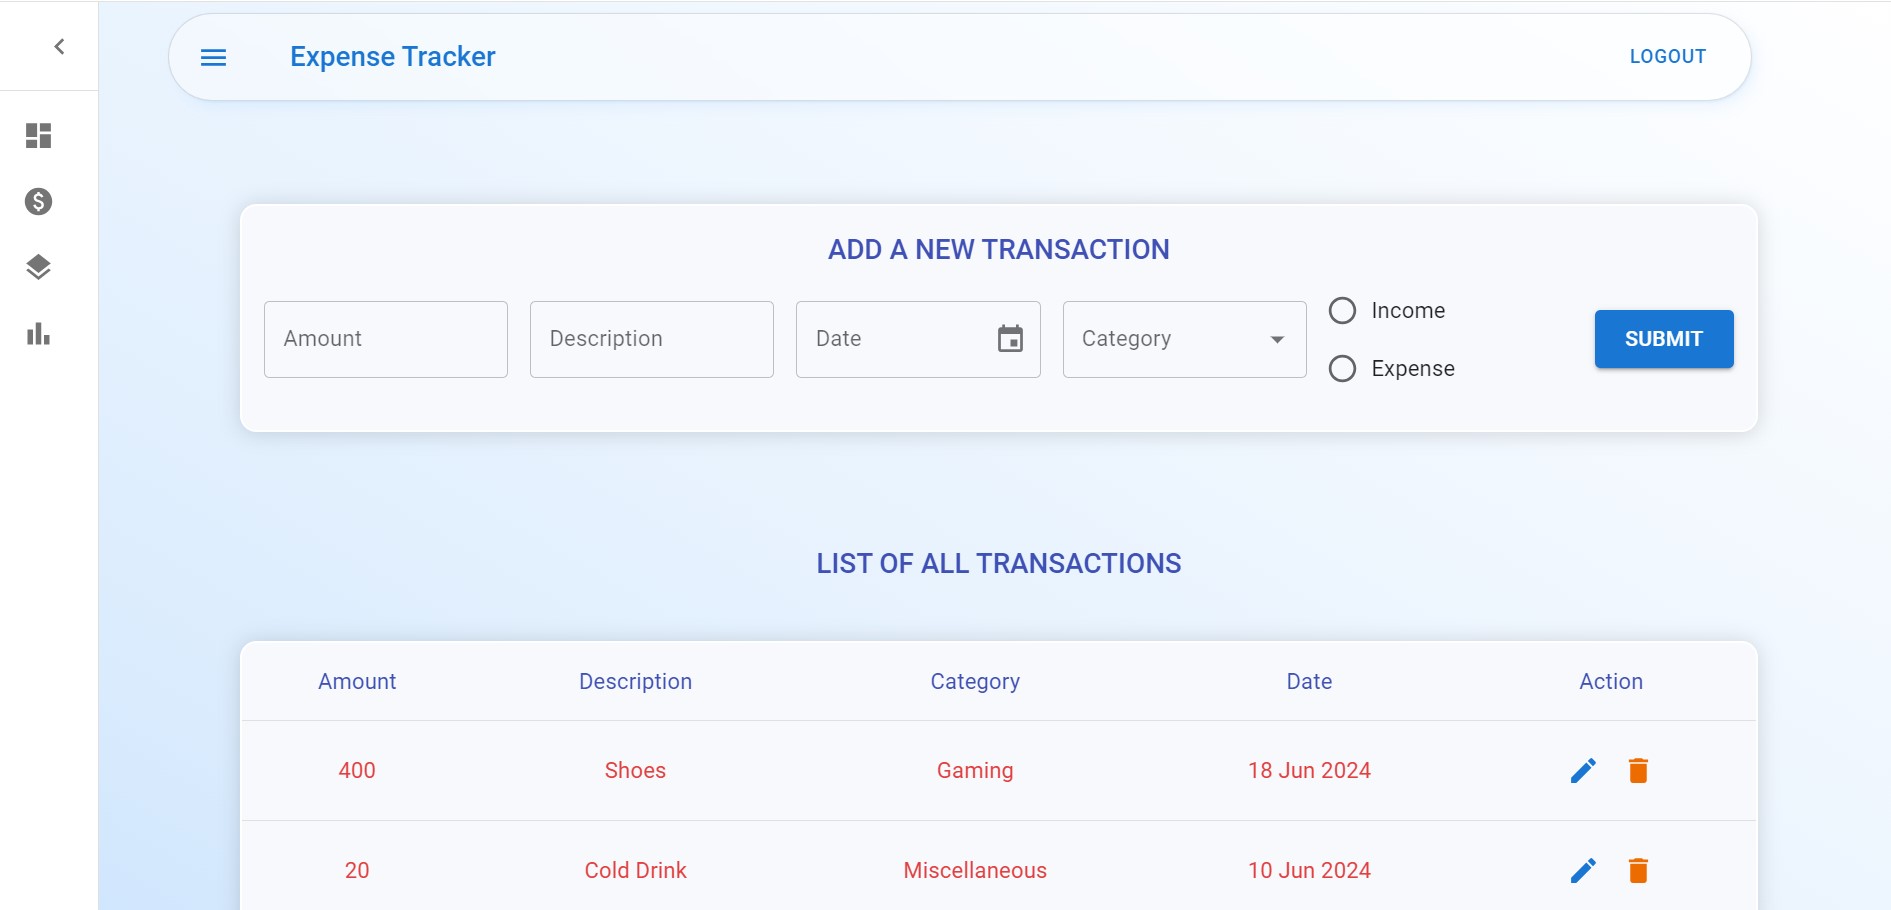 Expense Tracker LOGOUT
ADD A NEW TRANSACTION
Amount Description Date Category Income Expense SUBMIT
LIST OF ALL TRANSACTIONS
Amount Description Category Date Action
400 Shoes Gaming 18 Jun 2024
20 Cold Drink Miscellaneous 10 Jun 2024